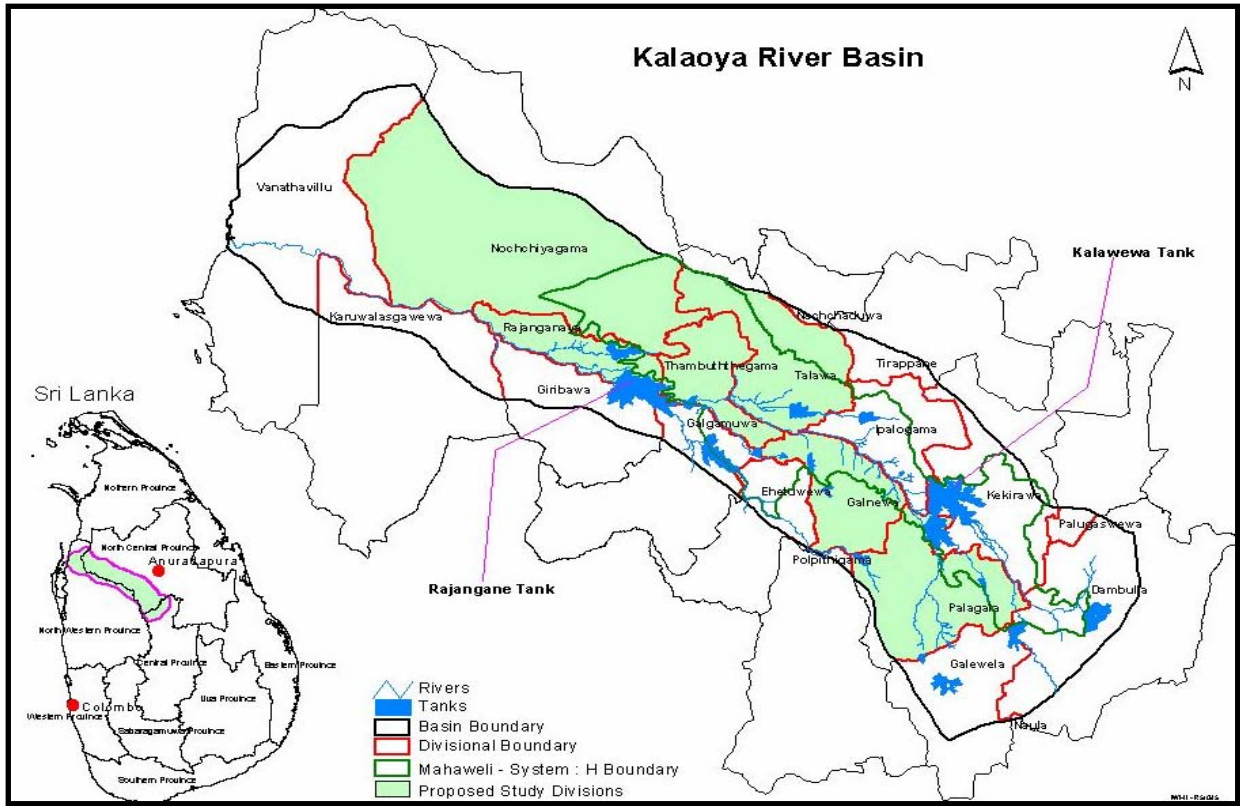 Kalaoya River Basin
N
Vanathavillu
Nochchiyagama
Kalawewa Tank
Karuwalasgawewa
Rajanganaya
Nochchaduwa
Thambuththegama
Talawa
Tirappane
Giribawa
Galgamuwa
Ipalogama
Ehetuwewa
Galnewa
Kekirawa
Palugaswewa
Polpithigama
Rajangane Tank
Palagala
Dambulla
Galewela
Naula
Sri Lanka
Nothern Province
North Central Province
Anuradapura
North Western Province
Central Province
Eastern Province
Uva Province
Colombo
Western Province
Sabaragamuwa Province
Southern Province
Rivers
Tanks
Basin Boundary
Divisional Boundary
Mahaweli - System : H Boundary
Proposed Study Divisions